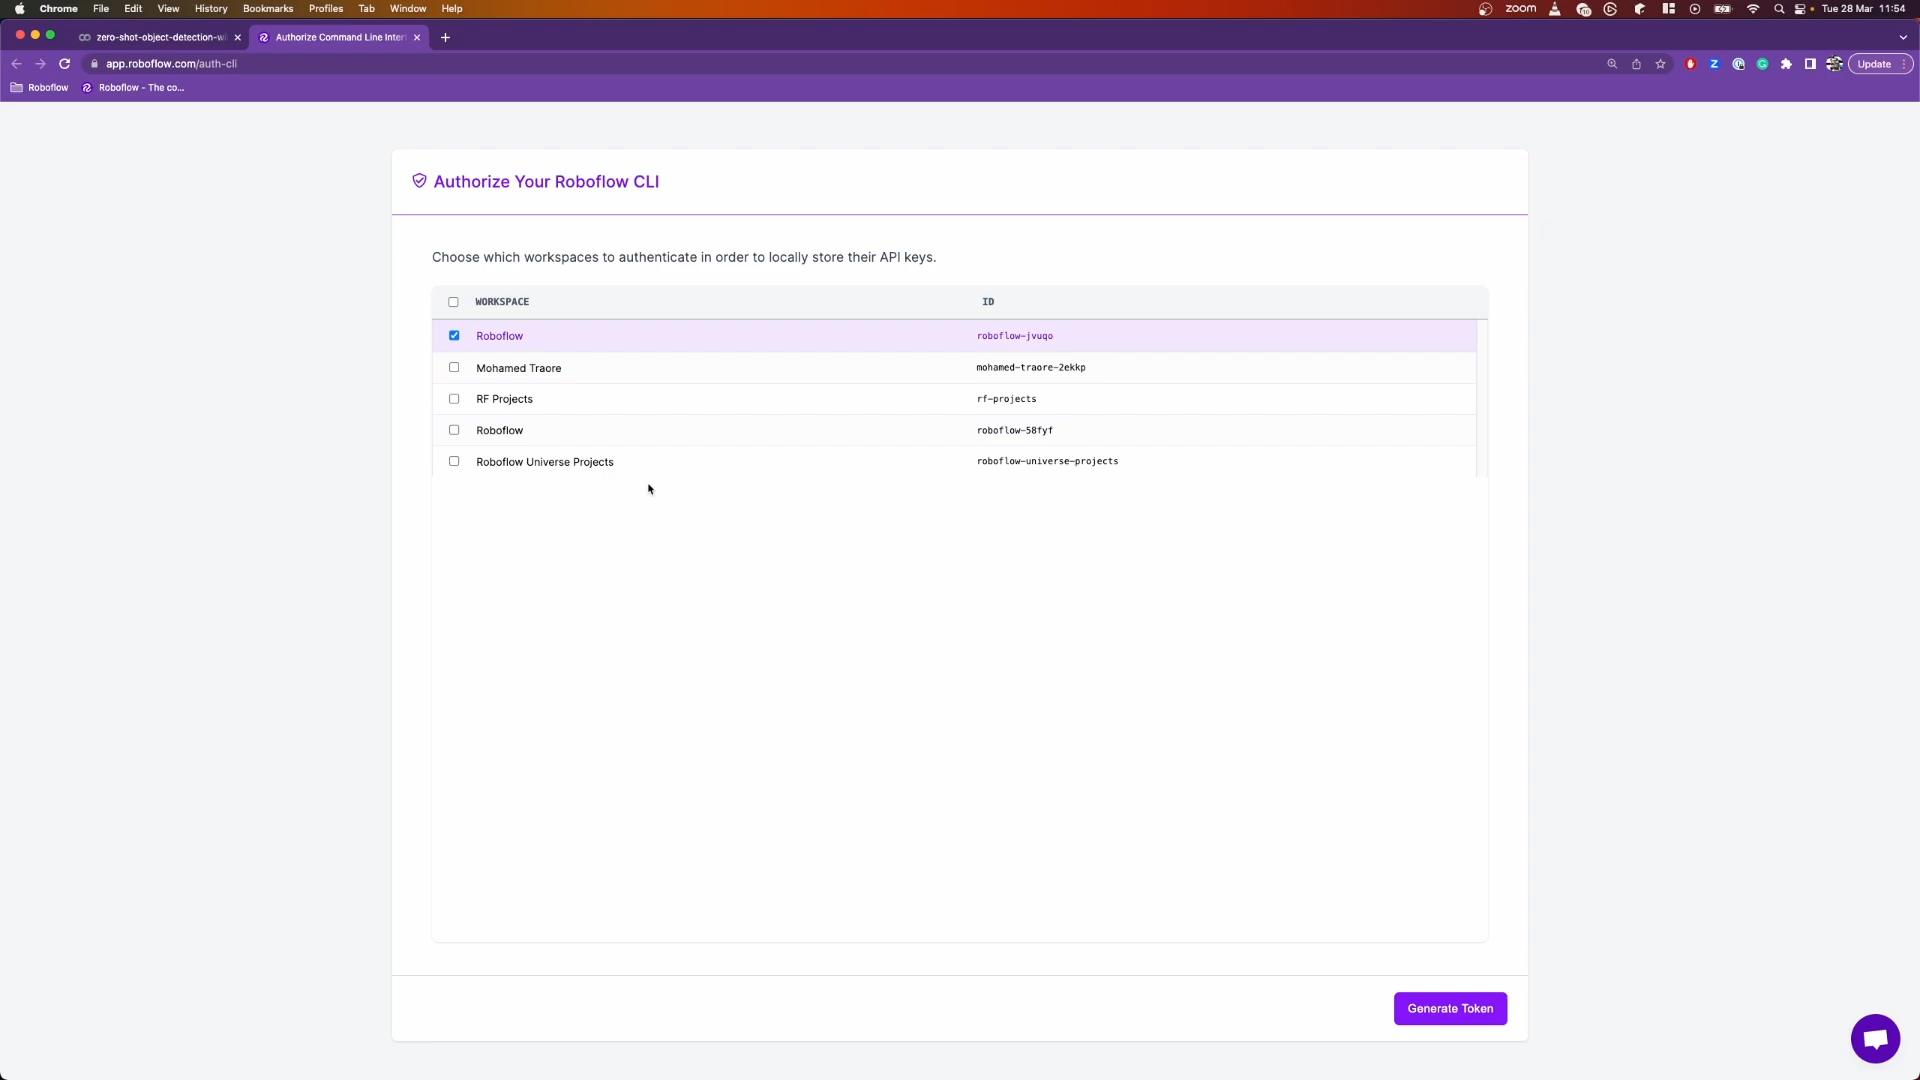 Chrome File Edit View History Bookmarks Profiles Tab Window Help zoom Tue 28 Mar 11:54
zero-shot-object-detection-wi Authorize Command Line Inter
app.roboflow.com/auth-cli Update
Roboflow Roboflow - The co...
Authorize Your Roboflow CLI
Choose which workspaces to authenticate in order to locally store their API keys.
WORKSPACE ID
Roboflow roboflow-jvuqo
Mohamed Traore mohamed-traore-2ekkp
RF Projects rf-projects
Roboflow roboflow-58fyf
Roboflow Universe Projects roboflow-universe-projects
Generate Token